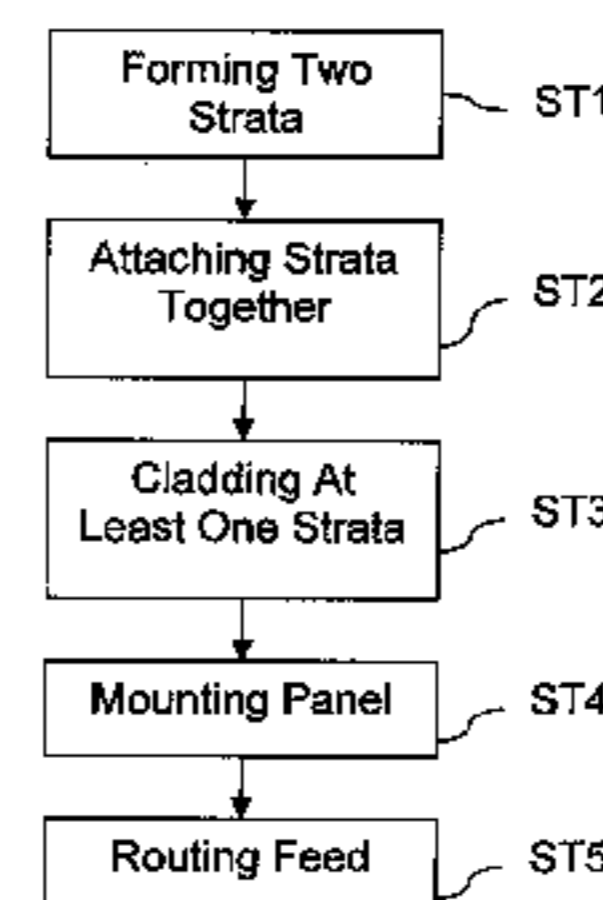 Forming Two
Strata
ST1
Attaching Strata
Together
ST2
Cladding At
Least One Strata
ST3
Mounting Panel
ST4
Routing Feed
ST5